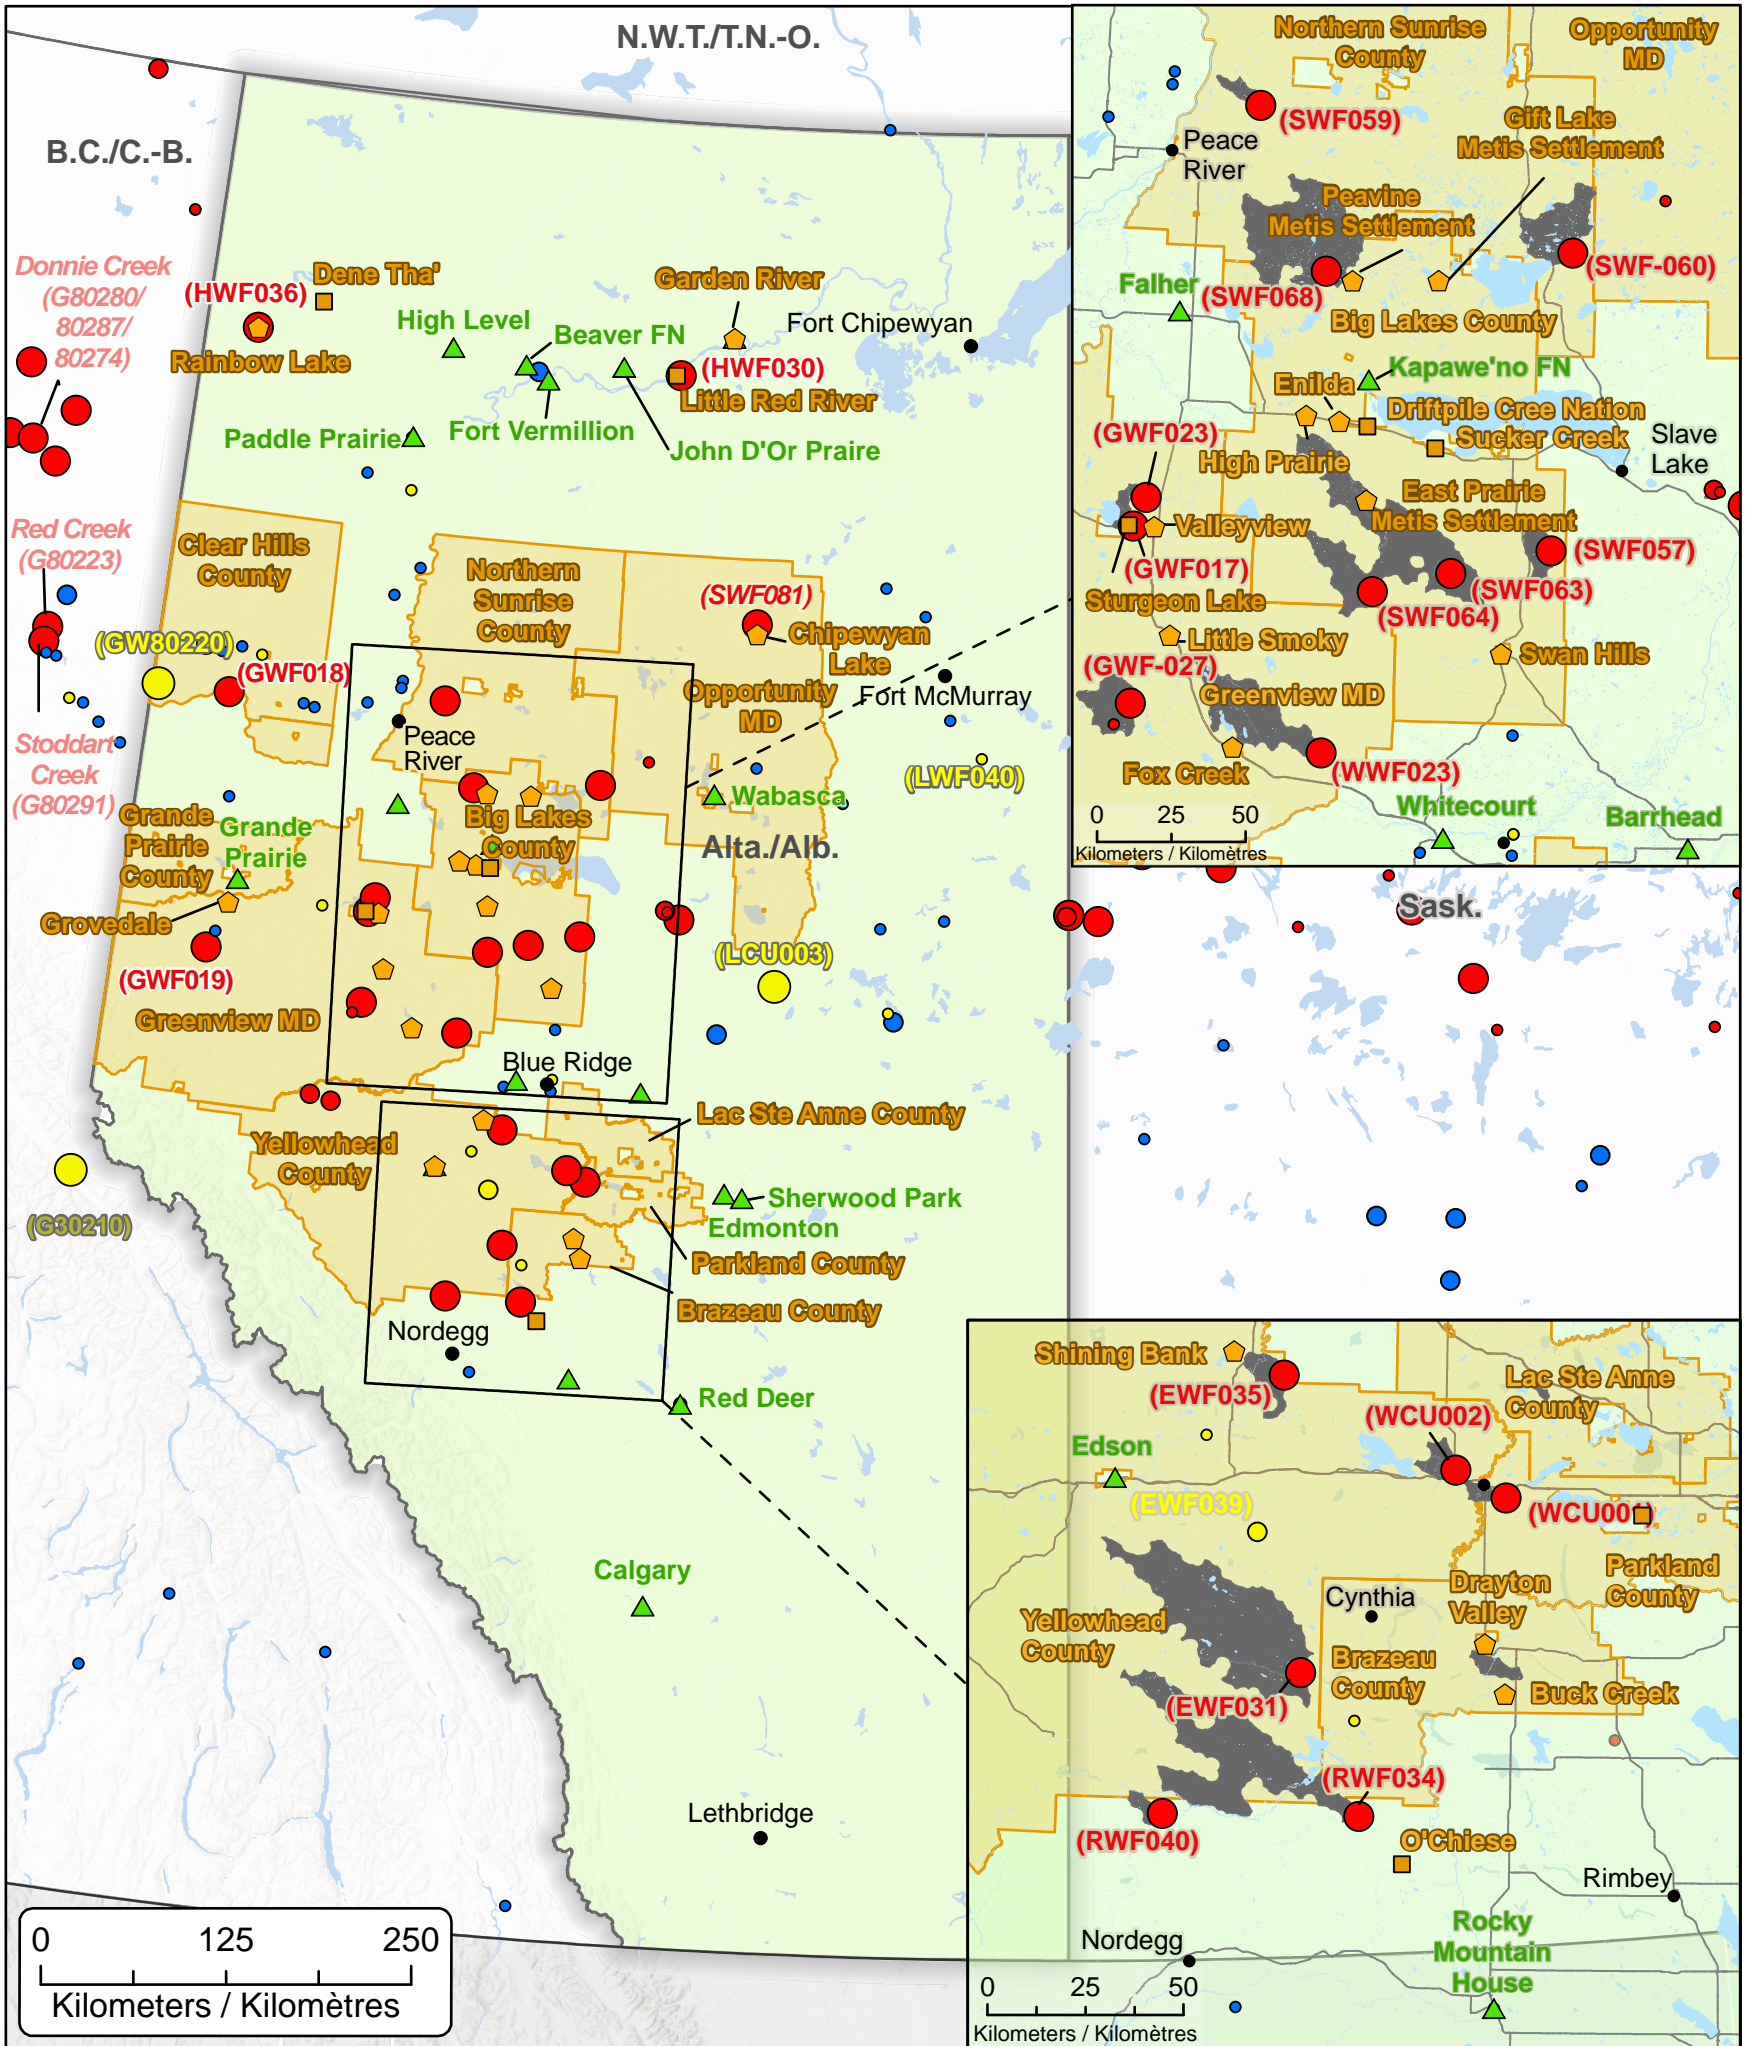 N.W.T./T.N.-O.
B.C./C.-B.
Donnie Creek
(G80280/
80287/
80274)
(HWF036)
Dene Tha'
Rainbow Lake
High Level
Beaver FN
Garden River
Fort Chipewyan
(HWF030)
Little Red River
Paddle Prairie
Fort Vermillion
John D'Or Praire
Red Creek
(G80223)
Clear Hills
County
Northern
Sunrise
County
(SWF081)
Chipewyan
Lake
(GW80220)
(GWF018)
Opportunity
MD
Fort McMurray
Stoddart
Creek
(G80291)
Peace
River
(LWF040)
Wabasca
Grande
Prairie
County
Grande
Prairie
Big Lakes
County
Alta./Alb.
Grovedale
(GWF019)
(LCU003)
Greenview MD
Blue Ridge
Lac Ste Anne County
Yellowhead
County
Sherwood Park
Edmonton
(G30210)
Parkland County
Brazeau County
Nordegg
Red Deer
Calgary
Lethbridge
0 125 250
Kilometers / Kilomètres
Sask.
Northern Sunrise
County
Opportunity
MD
(SWF059)
Gift Lake
Metis Settlement
Peace
River
Peavine
Metis Settlement
(SWF-060)
Falher
(SWF068)
Big Lakes County
Kapawe'no FN
Enilda
Driftpile Cree Nation
Sucker Creek
Slave
Lake
(GWF023)
High Prairie
East Prairie
Metis Settlement
Valleyview
(SWF057)
(GWF017)
(SWF063)
Sturgeon Lake
(SWF064)
Little Smoky
Swan Hills
(GWF-027)
Greenview MD
Fox Creek
(WWF023)
Whitecourt
Barrhead
0 25 50
Kilometers / Kilomètres
Shining Bank
(EWF035)
Lac Ste Anne
County
(WCU002)
Edson
(EWF039)
(WCU001)
Parkland
County
Cynthia
Drayton
Valley
Yellowhead
County
Brazeau
County
Buck Creek
(EWF031)
(RWF034)
(RWF040)
O'Chiese
Rimbey
Nordegg
Rocky
Mountain
House
0 25 50
Kilometers / Kilomètres